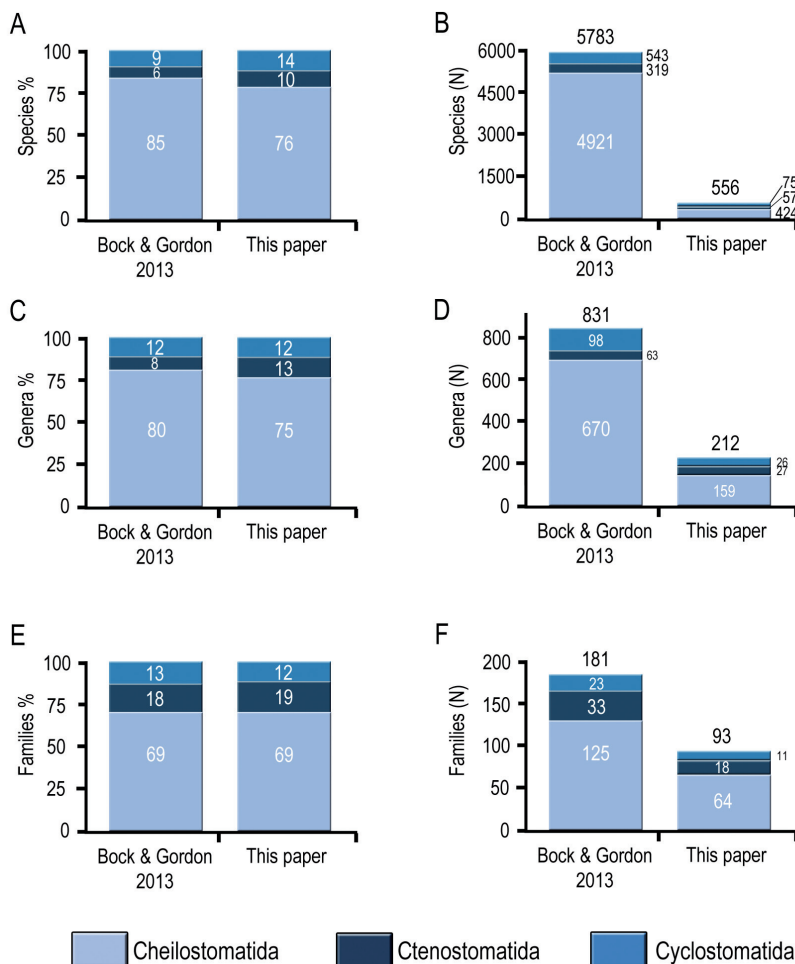 A
Species %
100
75
50
25
0
9
6
85
14
10
76
Bock & Gordon
2013
This paper
B
Species (N)
6000
4500
3000
1500
0
5783
543
319
4921
556
75
57
424
Bock & Gordon
2013
This paper
C
Genera %
100
75
50
25
0
12
8
80
12
13
75
Bock & Gordon
2013
This paper
D
Genera (N)
800
600
400
200
0
831
98
63
670
212
26
27
159
Bock & Gordon
2013
This paper
E
Families %
100
75
50
25
0
13
18
69
12
19
69
Bock & Gordon
2013
This paper
F
Families (N)
200
150
100
50
0
181
23
33
125
93
11
18
64
Bock & Gordon
2013
This paper
Cheilostomatida
Ctenostomatida
Cyclostomatida